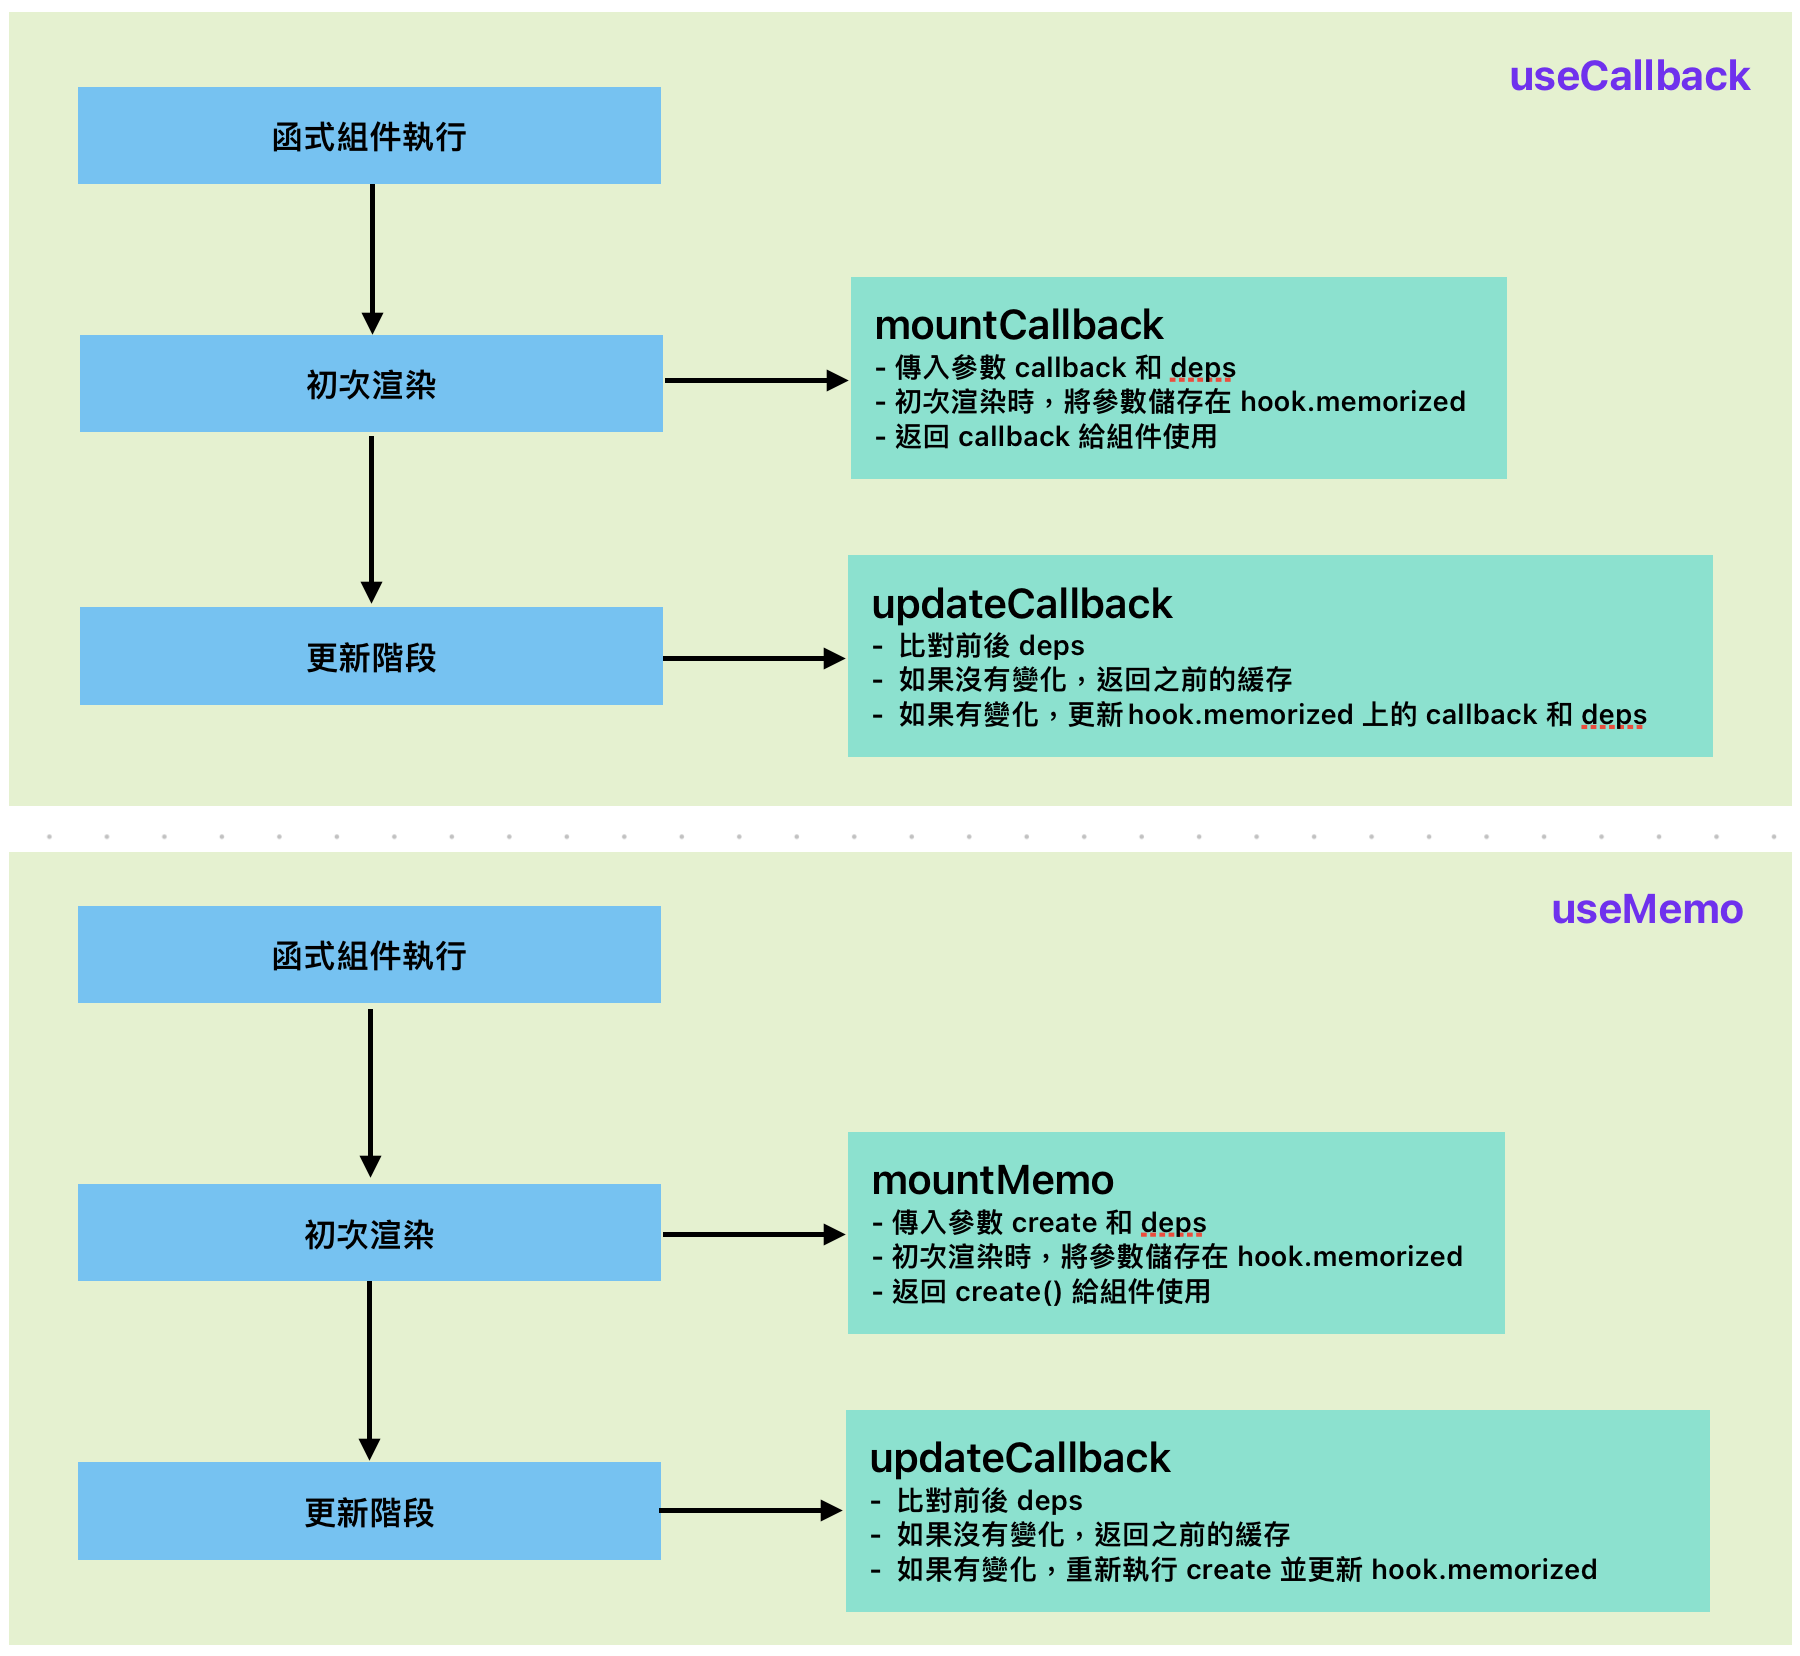 useCallback
函式組件執行
初次渲染
mountCallback
- 傳入參數 callback 和 deps
- 初次渲染時，將參數儲存在 hook.memorized
- 返回 callback 給組件使用
更新階段
updateCallback
- 比對前後 deps
- 如果沒有變化，返回之前的緩存
- 如果有變化，更新hook.memorized 上的 callback 和 deps
useMemo
函式組件執行
初次渲染
mountMemo
- 傳入參數 create 和 deps
- 初次渲染時，將參數儲存在 hook.memorized
- 返回 create() 給組件使用
更新階段
updateCallback
- 比對前後 deps
- 如果沒有變化，返回之前的緩存
- 如果有變化，重新執行 create 並更新 hook.memorized